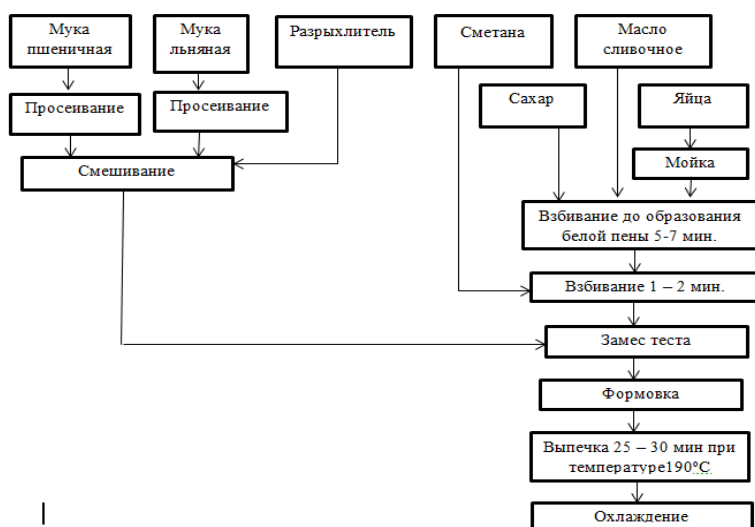 Мука
пшеничная
Мука
льняная
Разрыхлитель
Сметана
Масло
сливочное
Сахар
Яйца
Просеивание
Просеивание
Мойка
Смешивание
Взбивание до образования
белой пены 5-7 мин.
Взбивание 1 – 2 мин.
Замес теста
Формовка
Выпечка 25 – 30 мин при
температуре190°С
Охлаждение